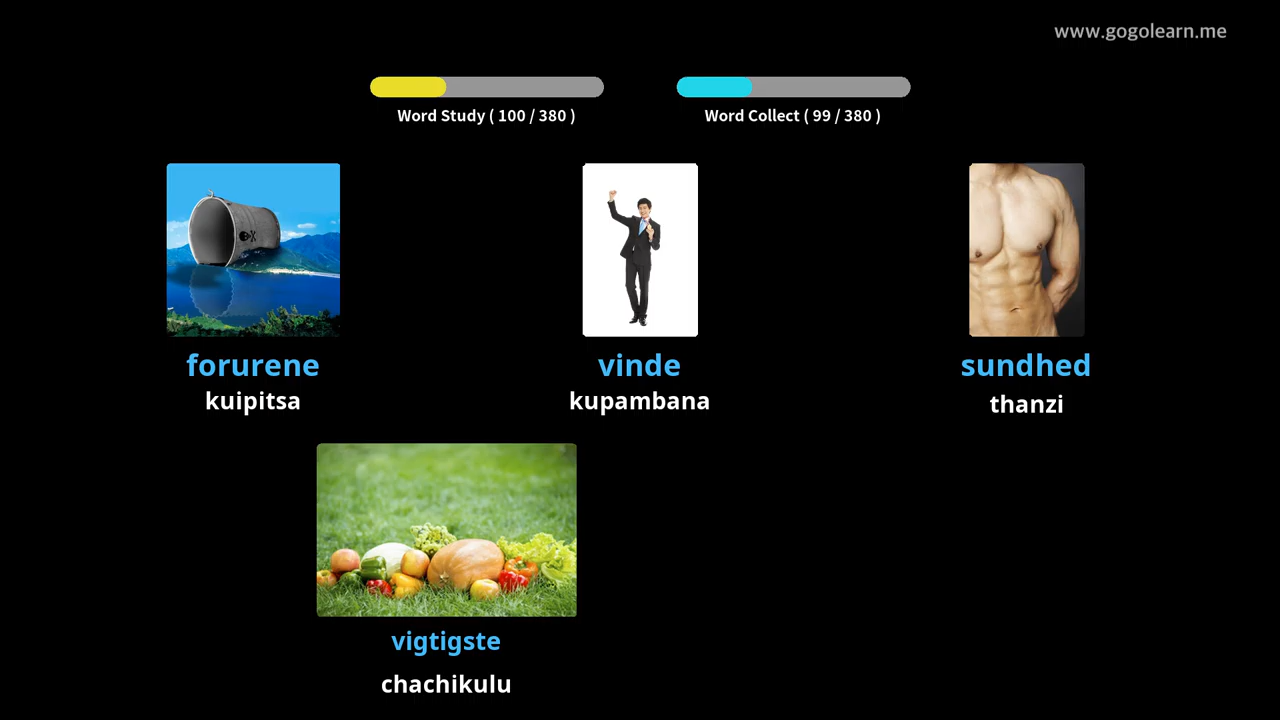 www.gogolearn.me
Word Study ( 100 / 380 )
Word Collect ( 99 / 380 )
forurene
kuipitsa
vinde
kupambana
sundhed
thanzi
vigtigste
chachikulu